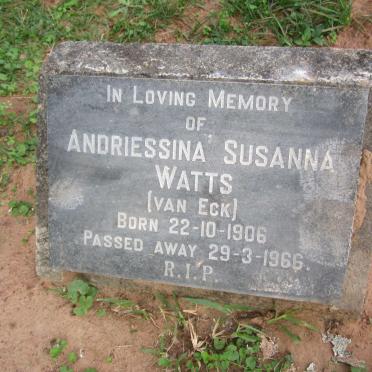 IN LOVING MEMORY
OF
ANDRIESSINA SUSANNA
WATTS
(VAN ECK)
BORN 22-10-1906
PASSED AWAY 29-3-1966.
R.I.P.